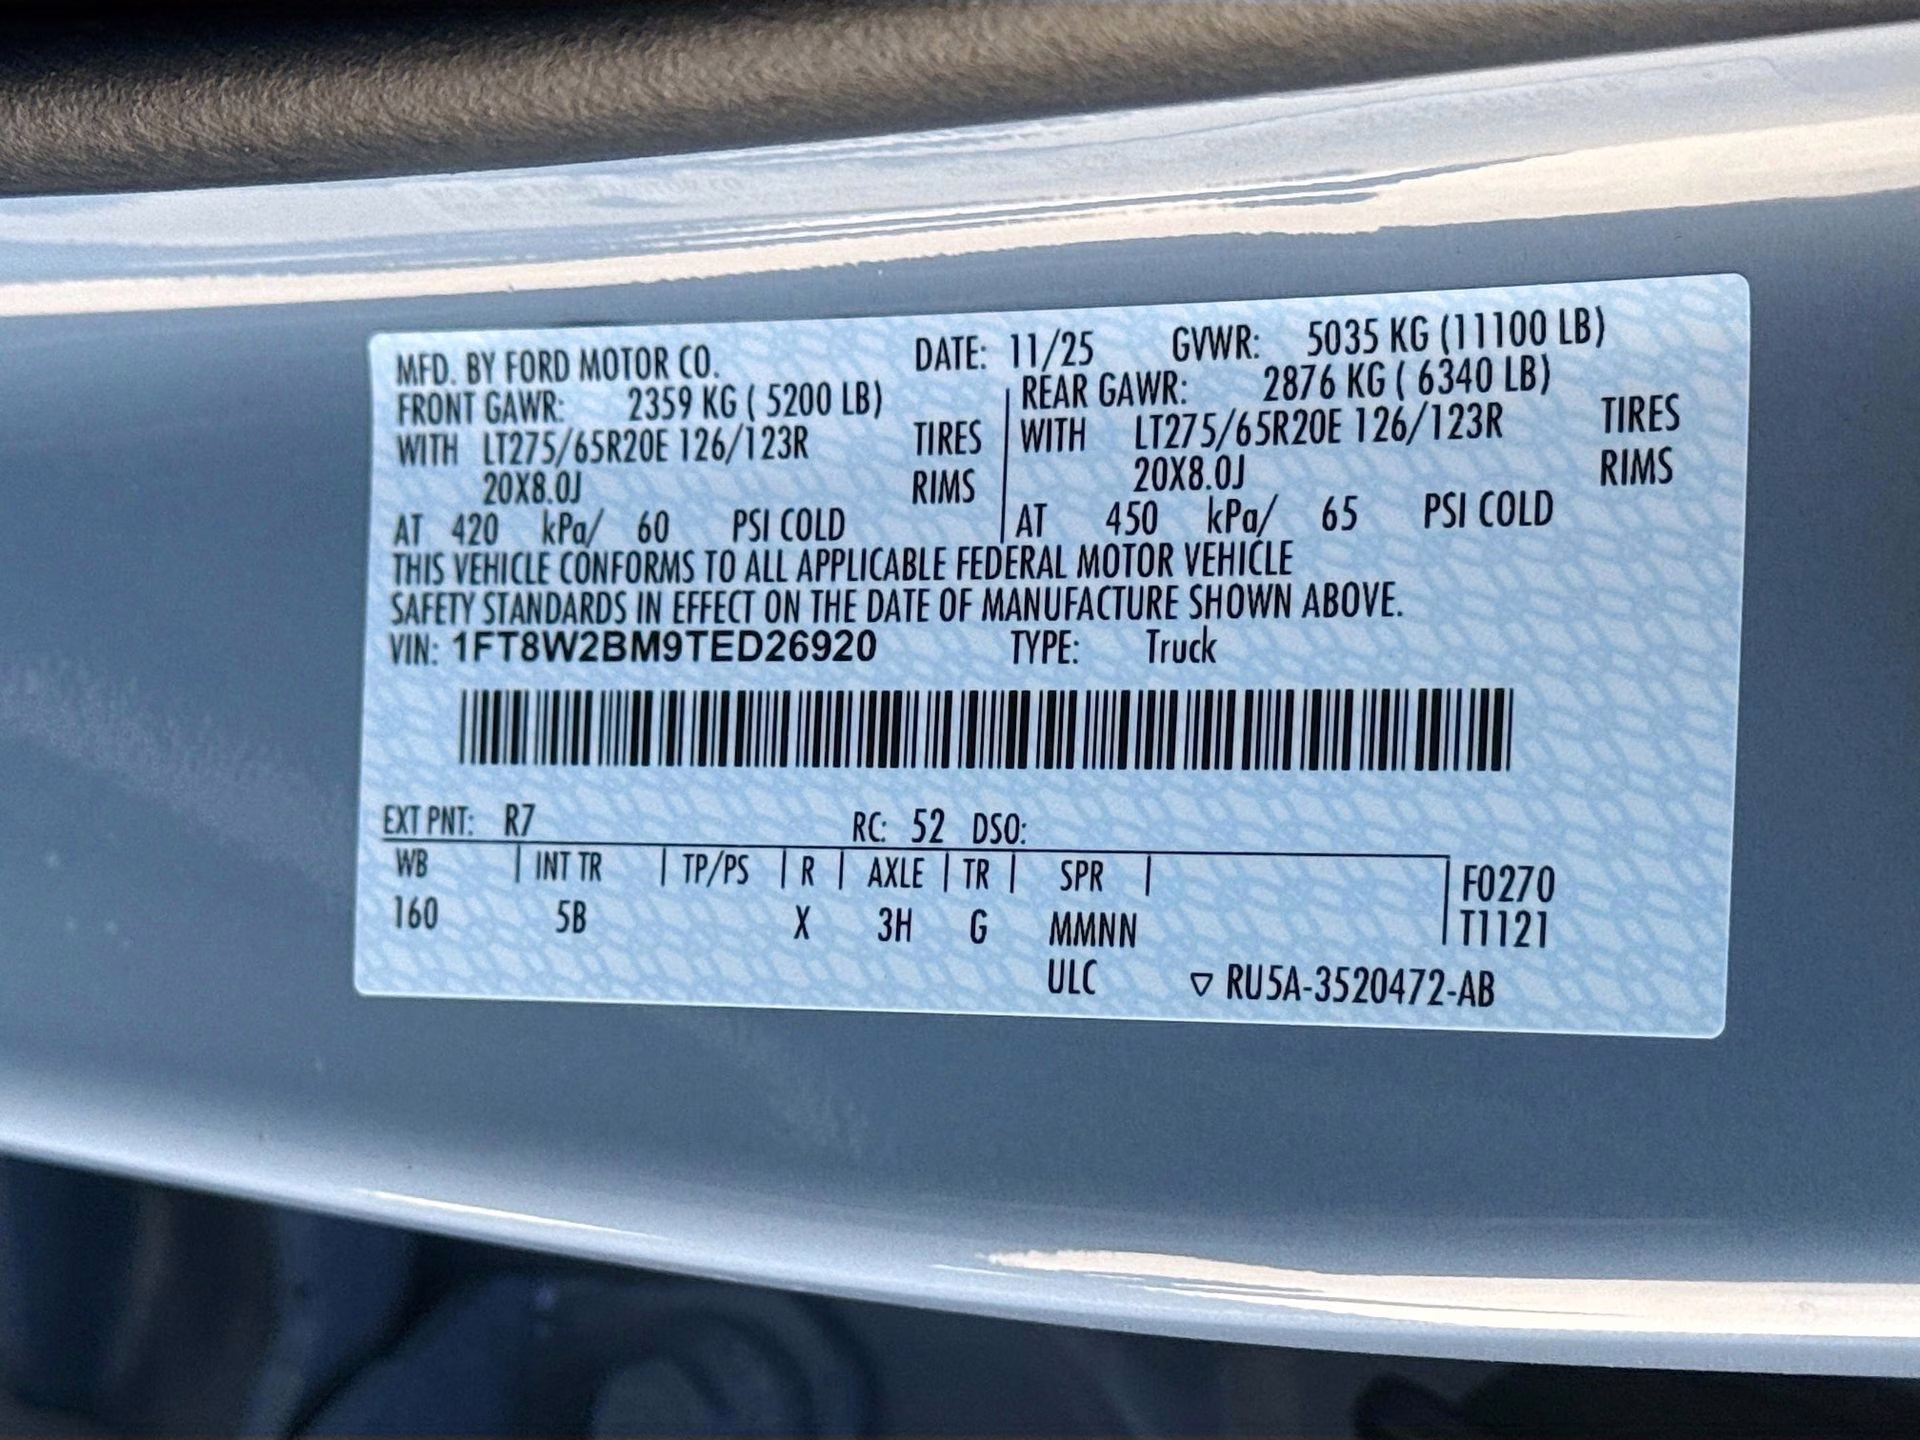 MFD. BY FORD MOTOR CO. DATE: 11/25 GVWR: 5035 KG (11100 LB)
FRONT GAWR: 2359 KG ( 5200 LB) REAR GAWR: 2876 KG ( 6340 LB)
WITH LT275/65R20E 126/123R TIRES WITH LT275/65R20E 126/123R TIRES
20X8.0J RIMS 20X8.0J RIMS
AT 420 kPa/ 60 PSI COLD AT 450 kPa/ 65 PSI COLD
THIS VEHICLE CONFORMS TO ALL APPLICABLE FEDERAL MOTOR VEHICLE
SAFETY STANDARDS IN EFFECT ON THE DATE OF MANUFACTURE SHOWN ABOVE.
VIN: 1FT8W2BM9TED26920 TYPE: Truck
EXT PNT: R7 RC: 52 DSO:
WB INT TR TP/PS R AXLE TR SPR F0270
160 5B X 3H G MMNN T1121
ULC ▽ RU5A-3520472-AB